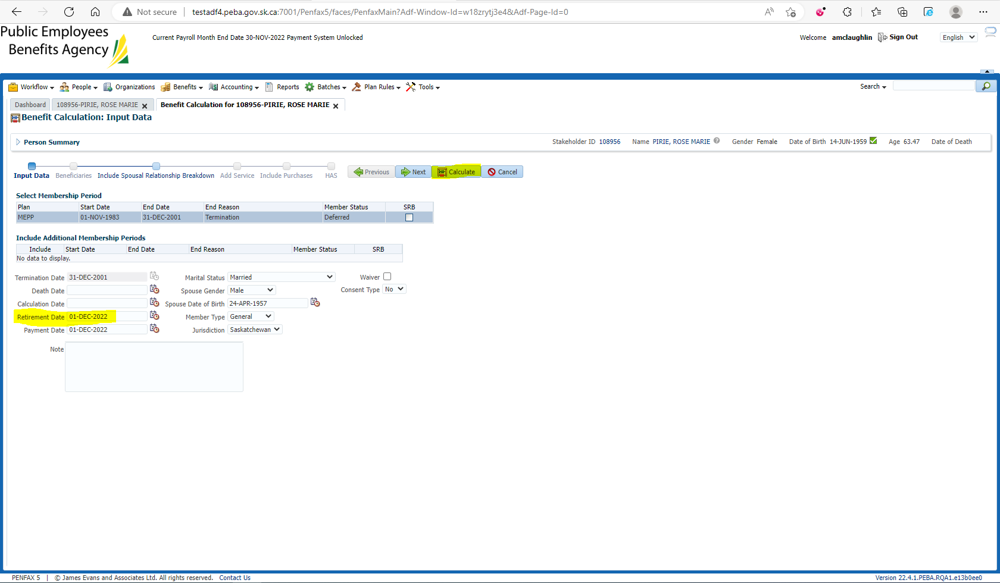 Not secure | testadf4.peba.gov.sk.ca:7001/Penfax5/faces/PenfaxMain?Adf-Window-Id=w18zrytj3e4&Adf-Page-Id=0
Public Employees
Benefits Agency
Current Payroll Month End Date 30-NOV-2022 Payment System Unlocked
Welcome amclaughlin Sign Out English
Workflow People Organizations Benefits Accounting Reports Batches Plan Rules Tools Search
Dashboard 108956-PIRIE, ROSE MARIE Benefit Calculation for 108956-PIRIE, ROSE MARIE
Benefit Calculation: Input Data
Person Summary Stakeholder ID 108956 Name PIRIE, ROSE MARIE Gender Female Date of Birth 14-JUN-1959 Age 63.47 Date of Death
Input Data Beneficiaries Include Spousal Relationship Breakdown Add Service Include Purchases HAS Previous Next Calculate Cancel
Select Membership Period
Plan Start Date End Date End Reason Member Status SRB
MEPP 01-NOV-1983 31-DEC-2001 Termination Deferred
Include Additional Membership Periods
Include Start Date End Date End Reason Member Status SRB
No data to display.
Termination Date 31-DEC-2001 Marital Status Married Waiver
Death Date Spouse Gender Male Consent Type No
Calculation Date Spouse Date of Birth 24-APR-1957
Retirement Date 01-DEC-2022 Member Type General
Payment Date 01-DEC-2022 Jurisdiction Saskatchewan
Note
PENFAX 5 | © James Evans and Associates Ltd. All rights reserved. Contact Us Version 22.4.1.PEBA.RQA1.e13b0ee0